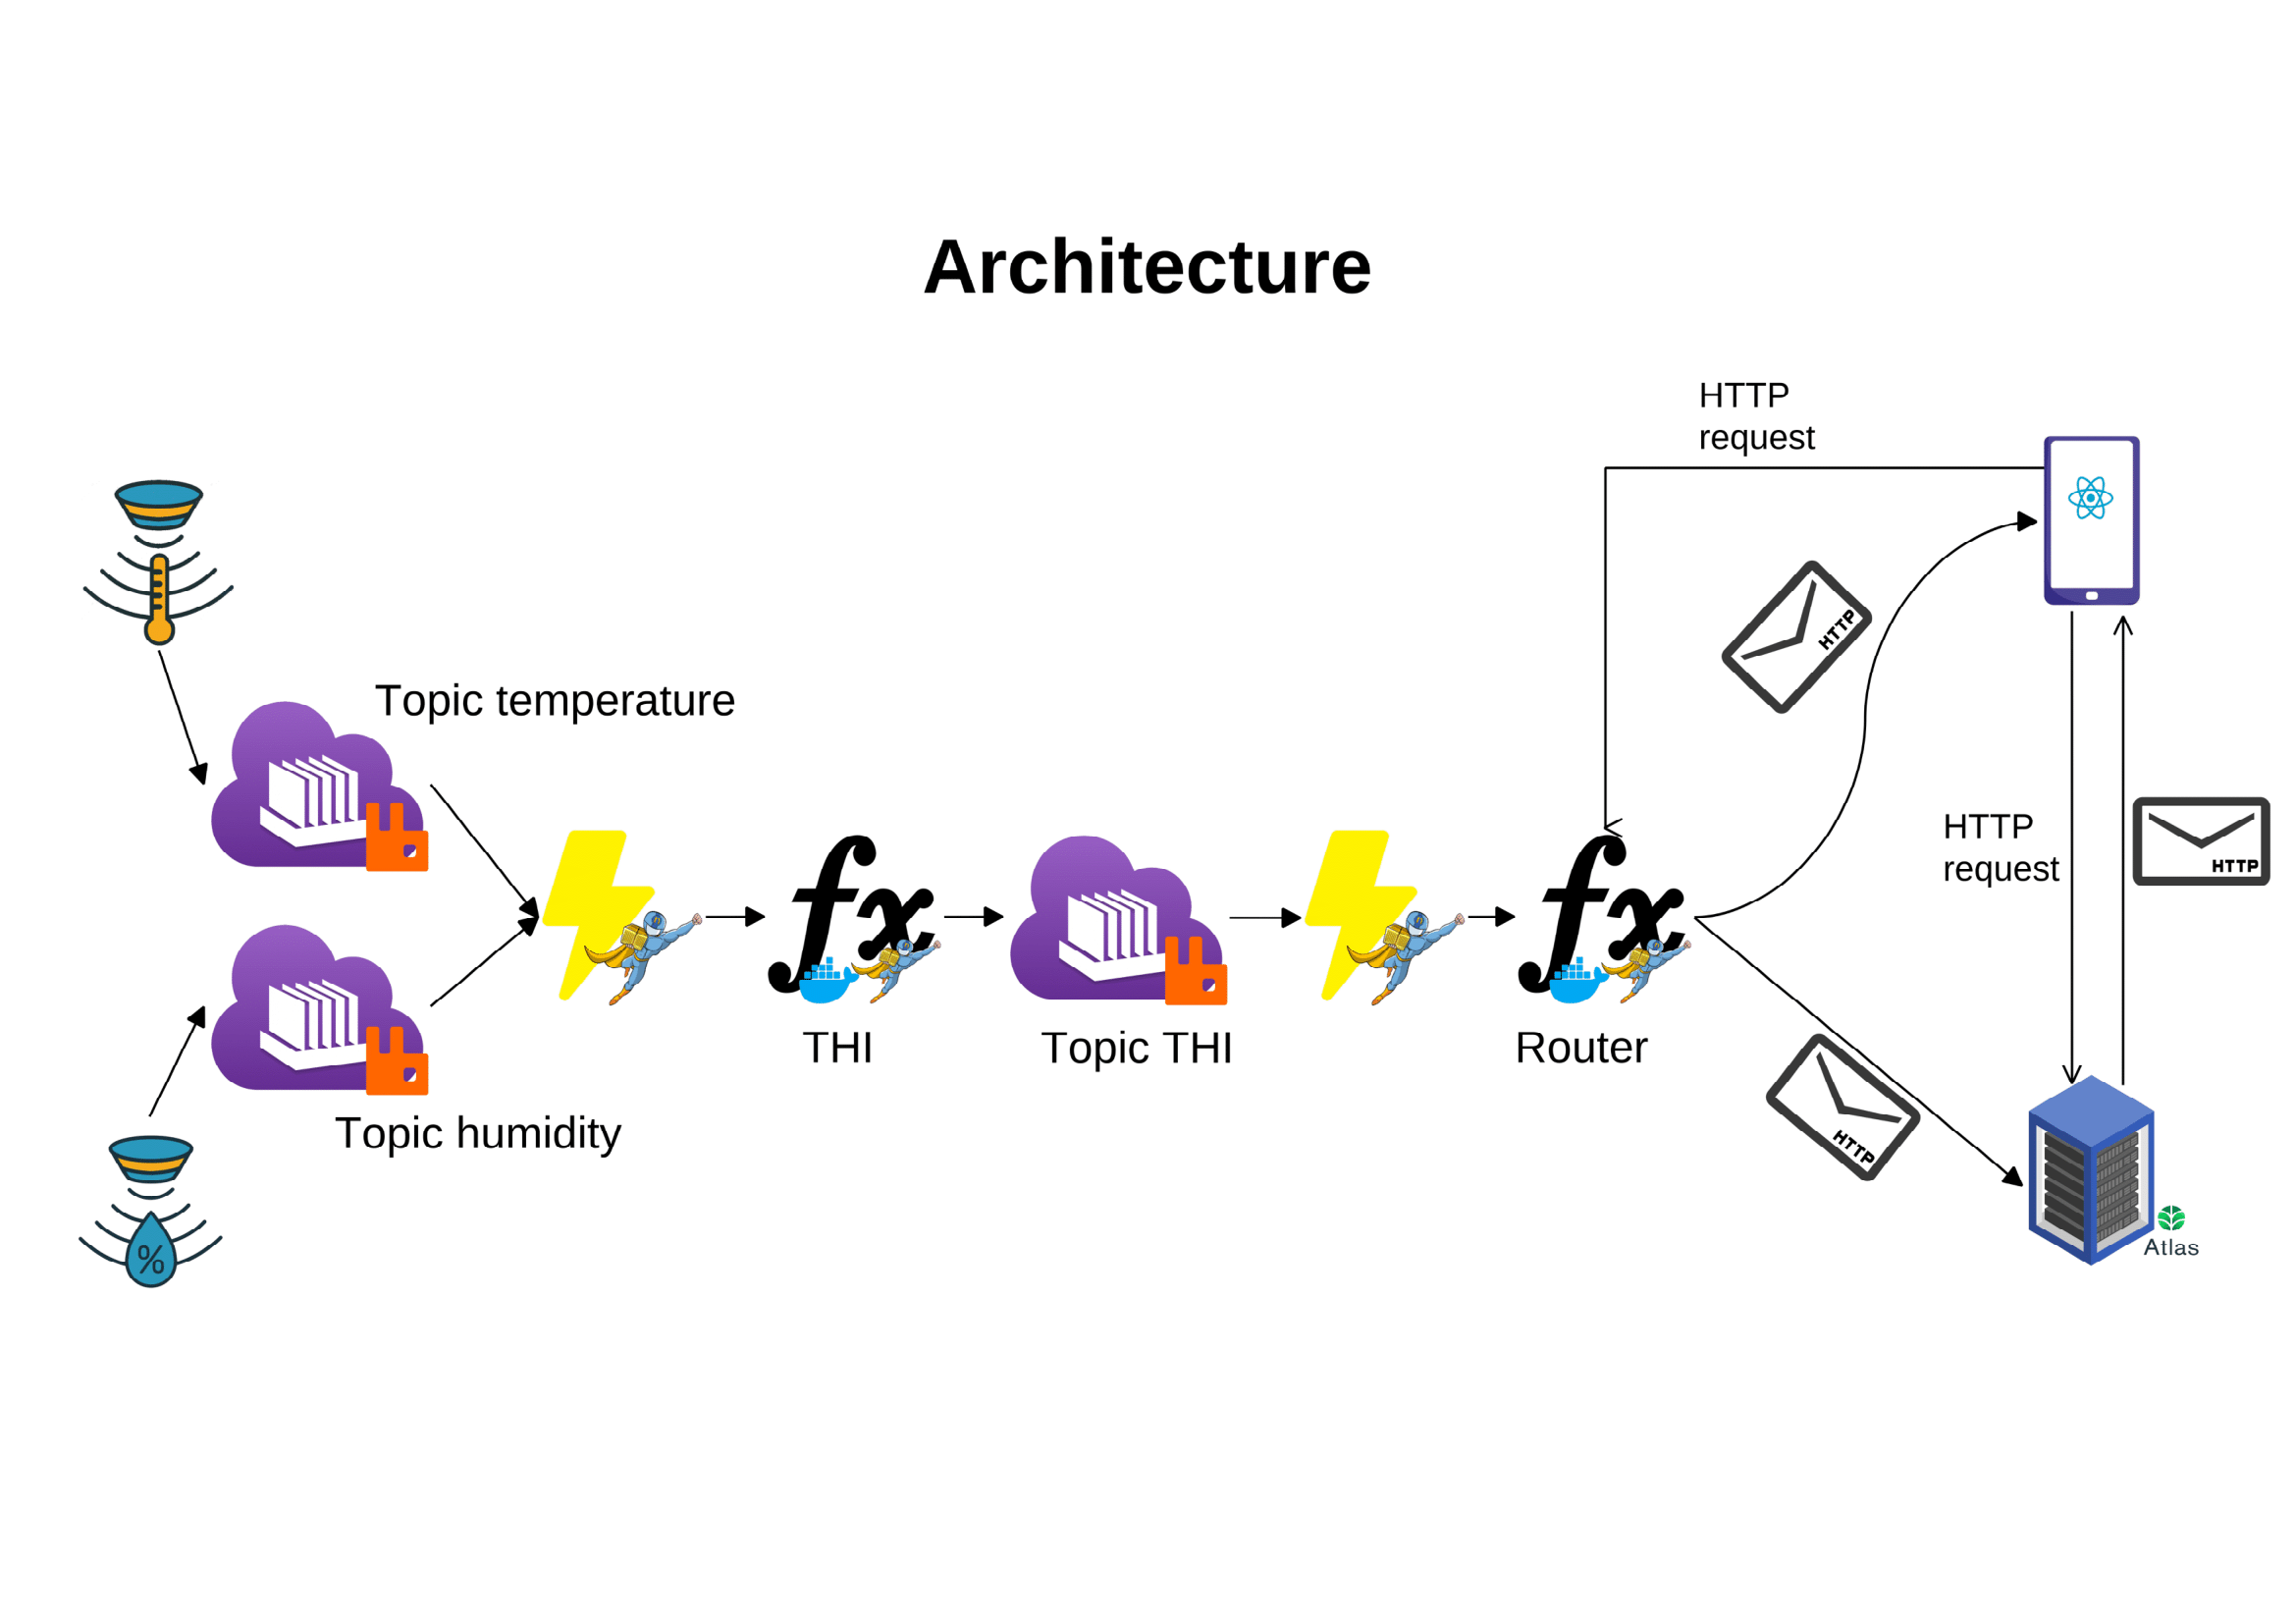 Architecture
HTTP
request
HTTP
Topic temperature
HTTP
request
HTTP
THI
Topic THI
Router
Topic humidity
HTTP
%
Atlas